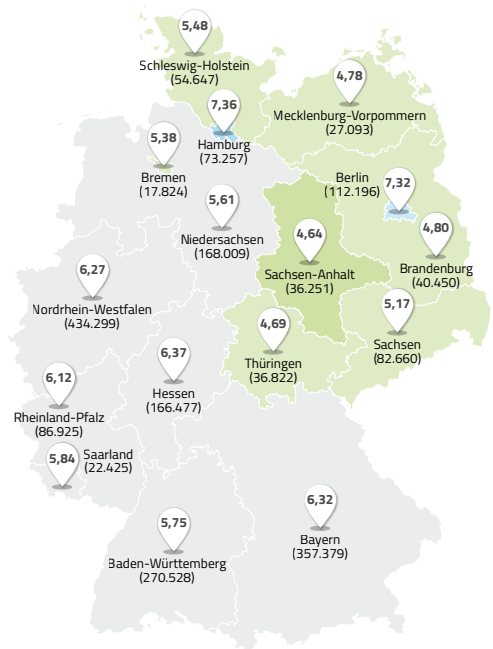 5,48
Schleswig-Holstein
(54.647)
4,78
Mecklenburg-Vorpommern
(27.093)
7,36
Hamburg
(73.257)
5,38
Bremen
(17.824)
Berlin
(112.196)
7,32
5,61
Niedersachsen
(168.009)
4,64
Sachsen-Anhalt
(36.251)
4,80
Brandenburg
(40.450)
6,27
Nordrhein-Westfalen
(434.299)
4,69
Thüringen
(36.822)
5,17
Sachsen
(82.660)
6,37
Hessen
(166.477)
6,12
Rheinland-Pfalz
(86.925)
5,84
Saarland
(22.425)
5,75
Baden-Württemberg
(270.528)
6,32
Bayern
(357.379)